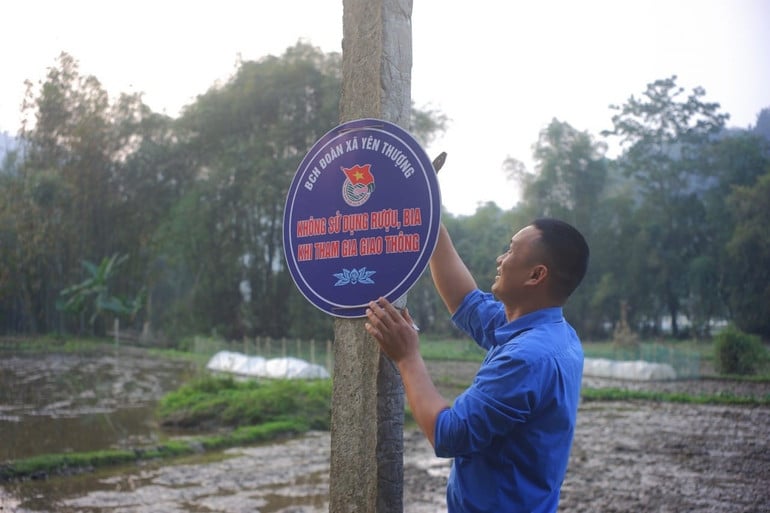 BCH ĐOÀN XÃ YÊN THƯỢNG
KHÔNG SỬ DỤNG RƯỢU, BIA
KHI THAM GIA GIAO THÔNG